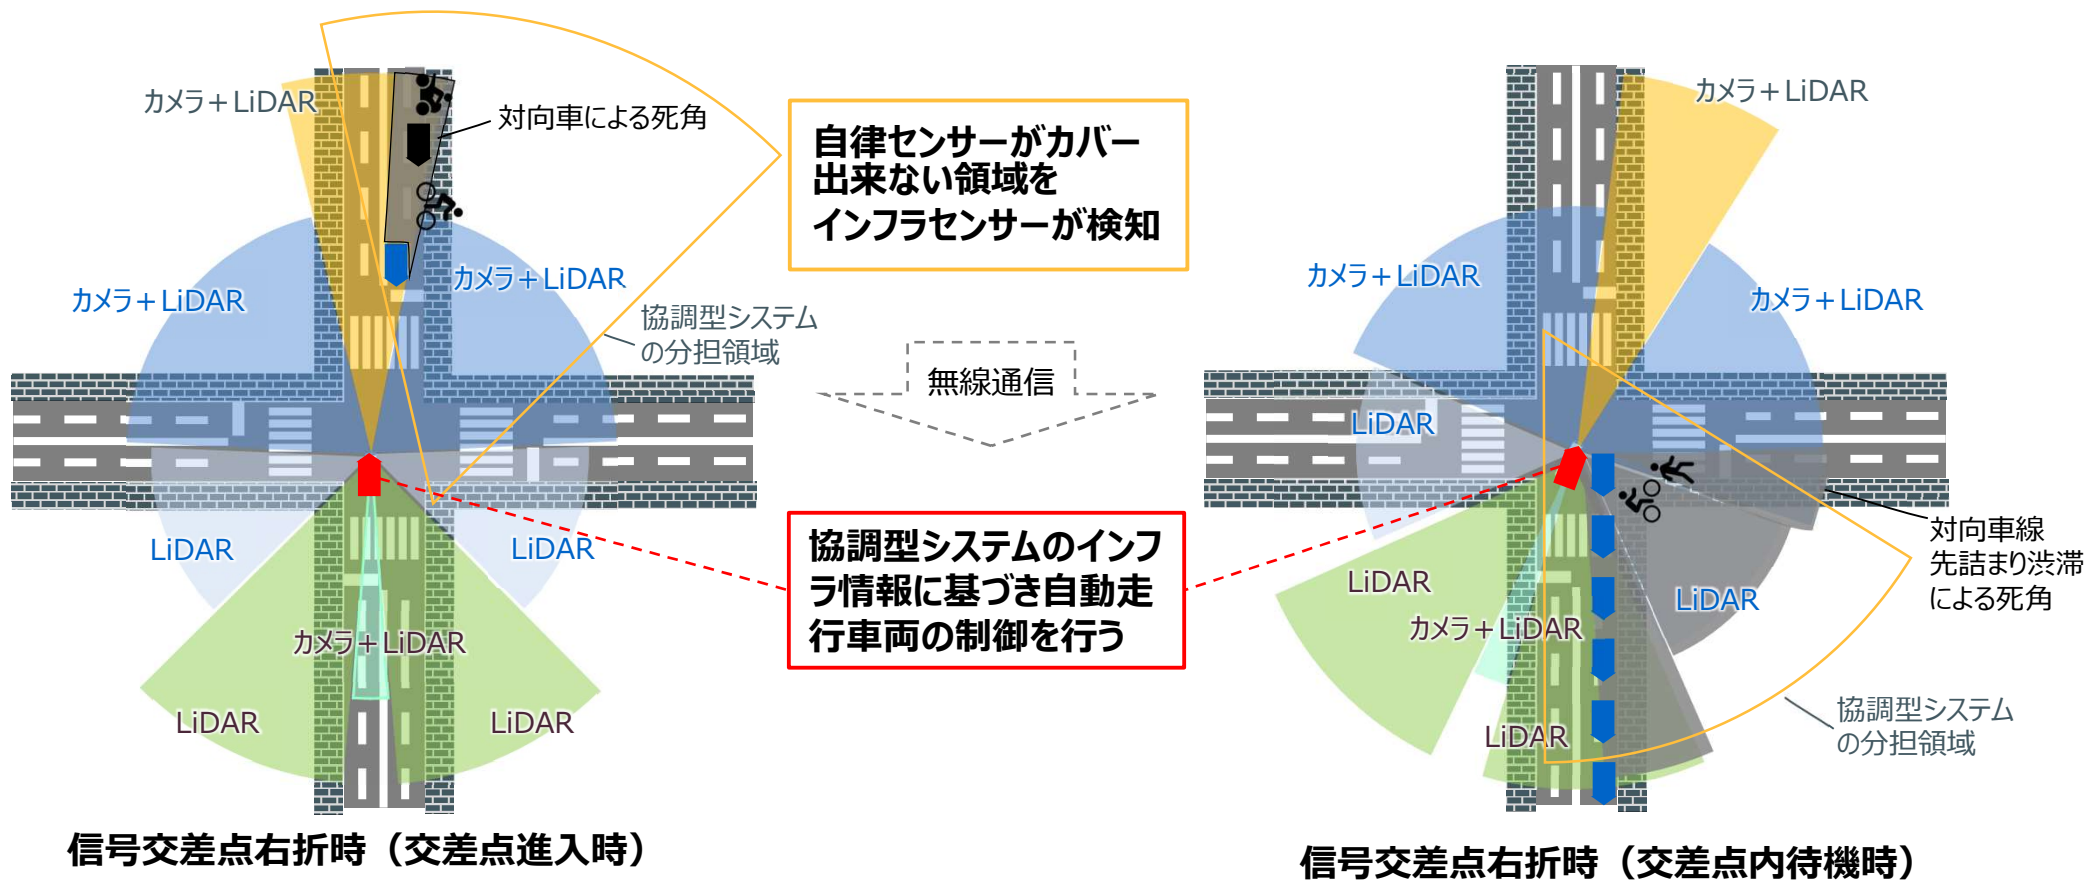 カメラ＋LiDAR
対向車による死角
カメラ＋LiDAR
カメラ＋LiDAR
協調型システム
の分担領域
LiDAR
LiDAR
カメラ＋LiDAR
LiDAR
LiDAR
信号交差点右折時（交差点進入時）
自律センサーがカバー
出来ない領域を
インフラセンサーが検知
無線通信
協調型システムのインフ
ラ情報に基づき自動走
行車両の制御を行う
カメラ＋LiDAR
カメラ＋LiDAR
カメラ＋LiDAR
LiDAR
対向車線
先詰まり渋滞
による死角
LiDAR
LiDAR
カメラ＋LiDAR
LiDAR
協調型システム
の分担領域
信号交差点右折時（交差点内待機時）